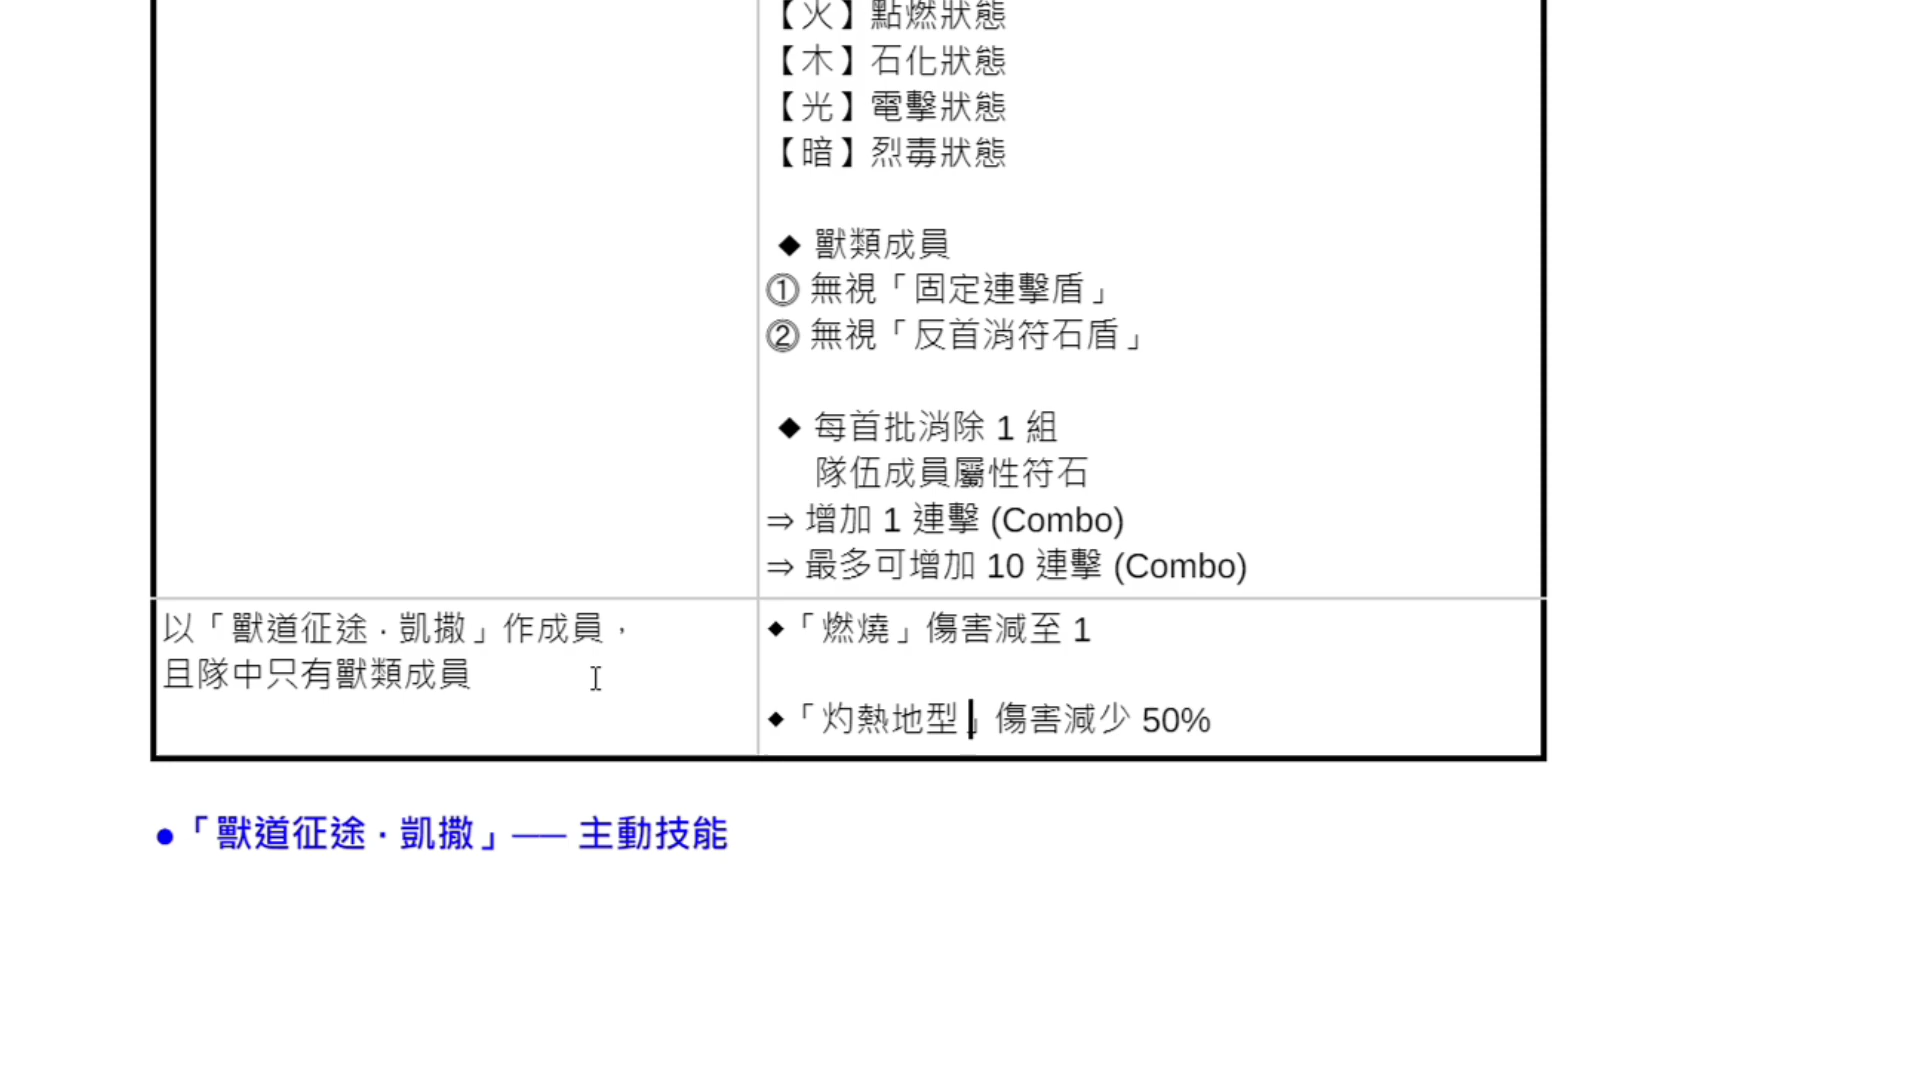 【火】點燃狀態
【木】石化狀態
【光】電擊狀態
【暗】烈毒狀態
◆ 獸類成員
① 無視「固定連擊盾」
② 無視「反首消符石盾」
◆ 每首批消除 1 組
隊伍成員屬性符石
⇒ 增加 1 連擊 (Combo)
⇒ 最多可增加 10 連擊 (Combo)
以「獸道征途 ‧ 凱撒」作成員，
且隊中只有獸類成員
◆「燃燒」傷害減至 1
◆「灼熱地型」傷害減少 50%
●「獸道征途 ‧ 凱撒」── 主動技能